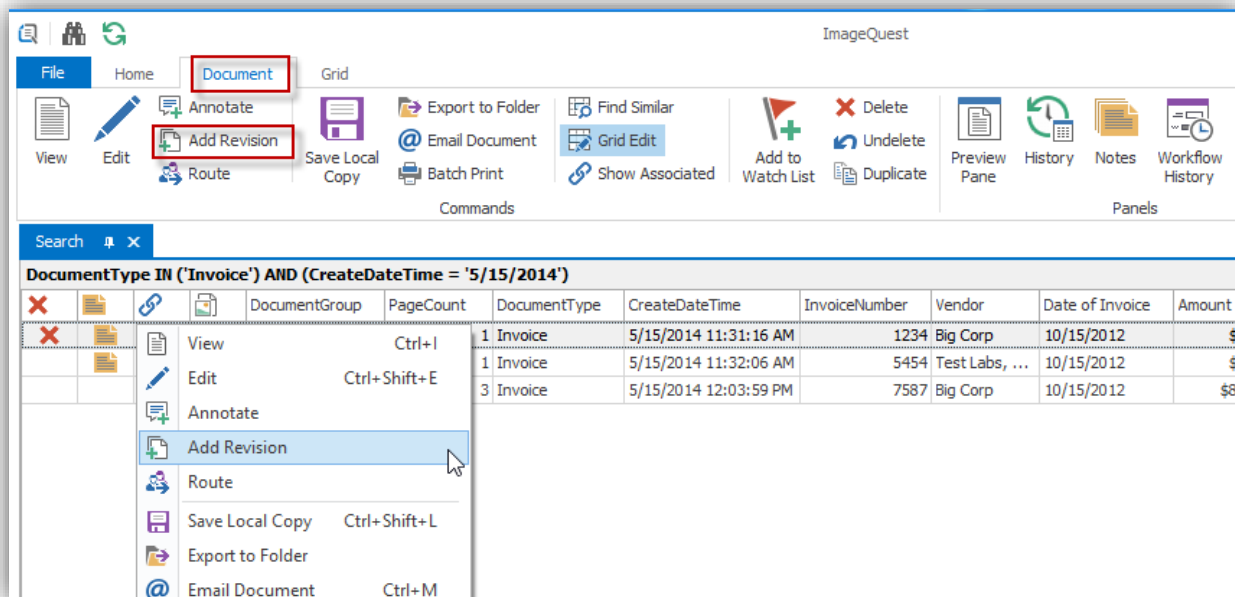 ImageQuest
File Home Document Grid
View
Edit
Annotate
Add Revision
Route
Save Local
Copy
Export to Folder
Email Document
Batch Print
Find Similar
Grid Edit
Show Associated
Add to
Watch List
Delete
Undelete
Duplicate
Commands
Preview
Pane
History
Notes
Workflow
History
Panels
Search
DocumentType IN ('Invoice') AND (CreateDateTime = '5/15/2014')
DocumentGroup PageCount DocumentType CreateDateTime InvoiceNumber Vendor Date of Invoice Amount
1 Invoice 5/15/2014 11:31:16 AM 1234 Big Corp 10/15/2012 $
1 Invoice 5/15/2014 11:32:06 AM 5454 Test Labs, ... 10/15/2012 $
3 Invoice 5/15/2014 12:03:59 PM 7587 Big Corp 10/15/2012 $8
View Ctrl+I
Edit Ctrl+Shift+E
Annotate
Add Revision
Route
Save Local Copy Ctrl+Shift+L
Export to Folder
Email Document Ctrl+M